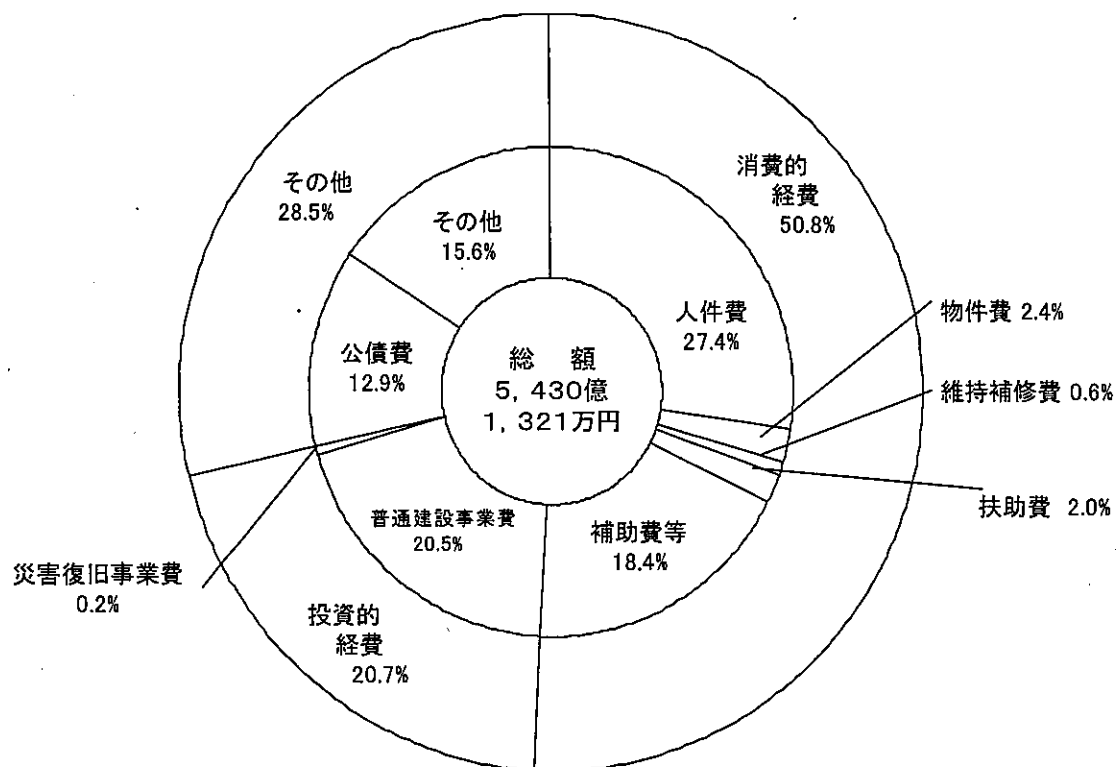 消費的
経費
50.8%
その他
28.5%
その他
15.6%
人件費
27.4%
物件費 2.4%
維持補修費 0.6%
扶助費 2.0%
公債費
12.9%
総 額
5,430億
1,321万円
普通建設事業費
20.5%
補助費等
18.4%
災害復旧事業費
0.2%
投資的
経費
20.7%